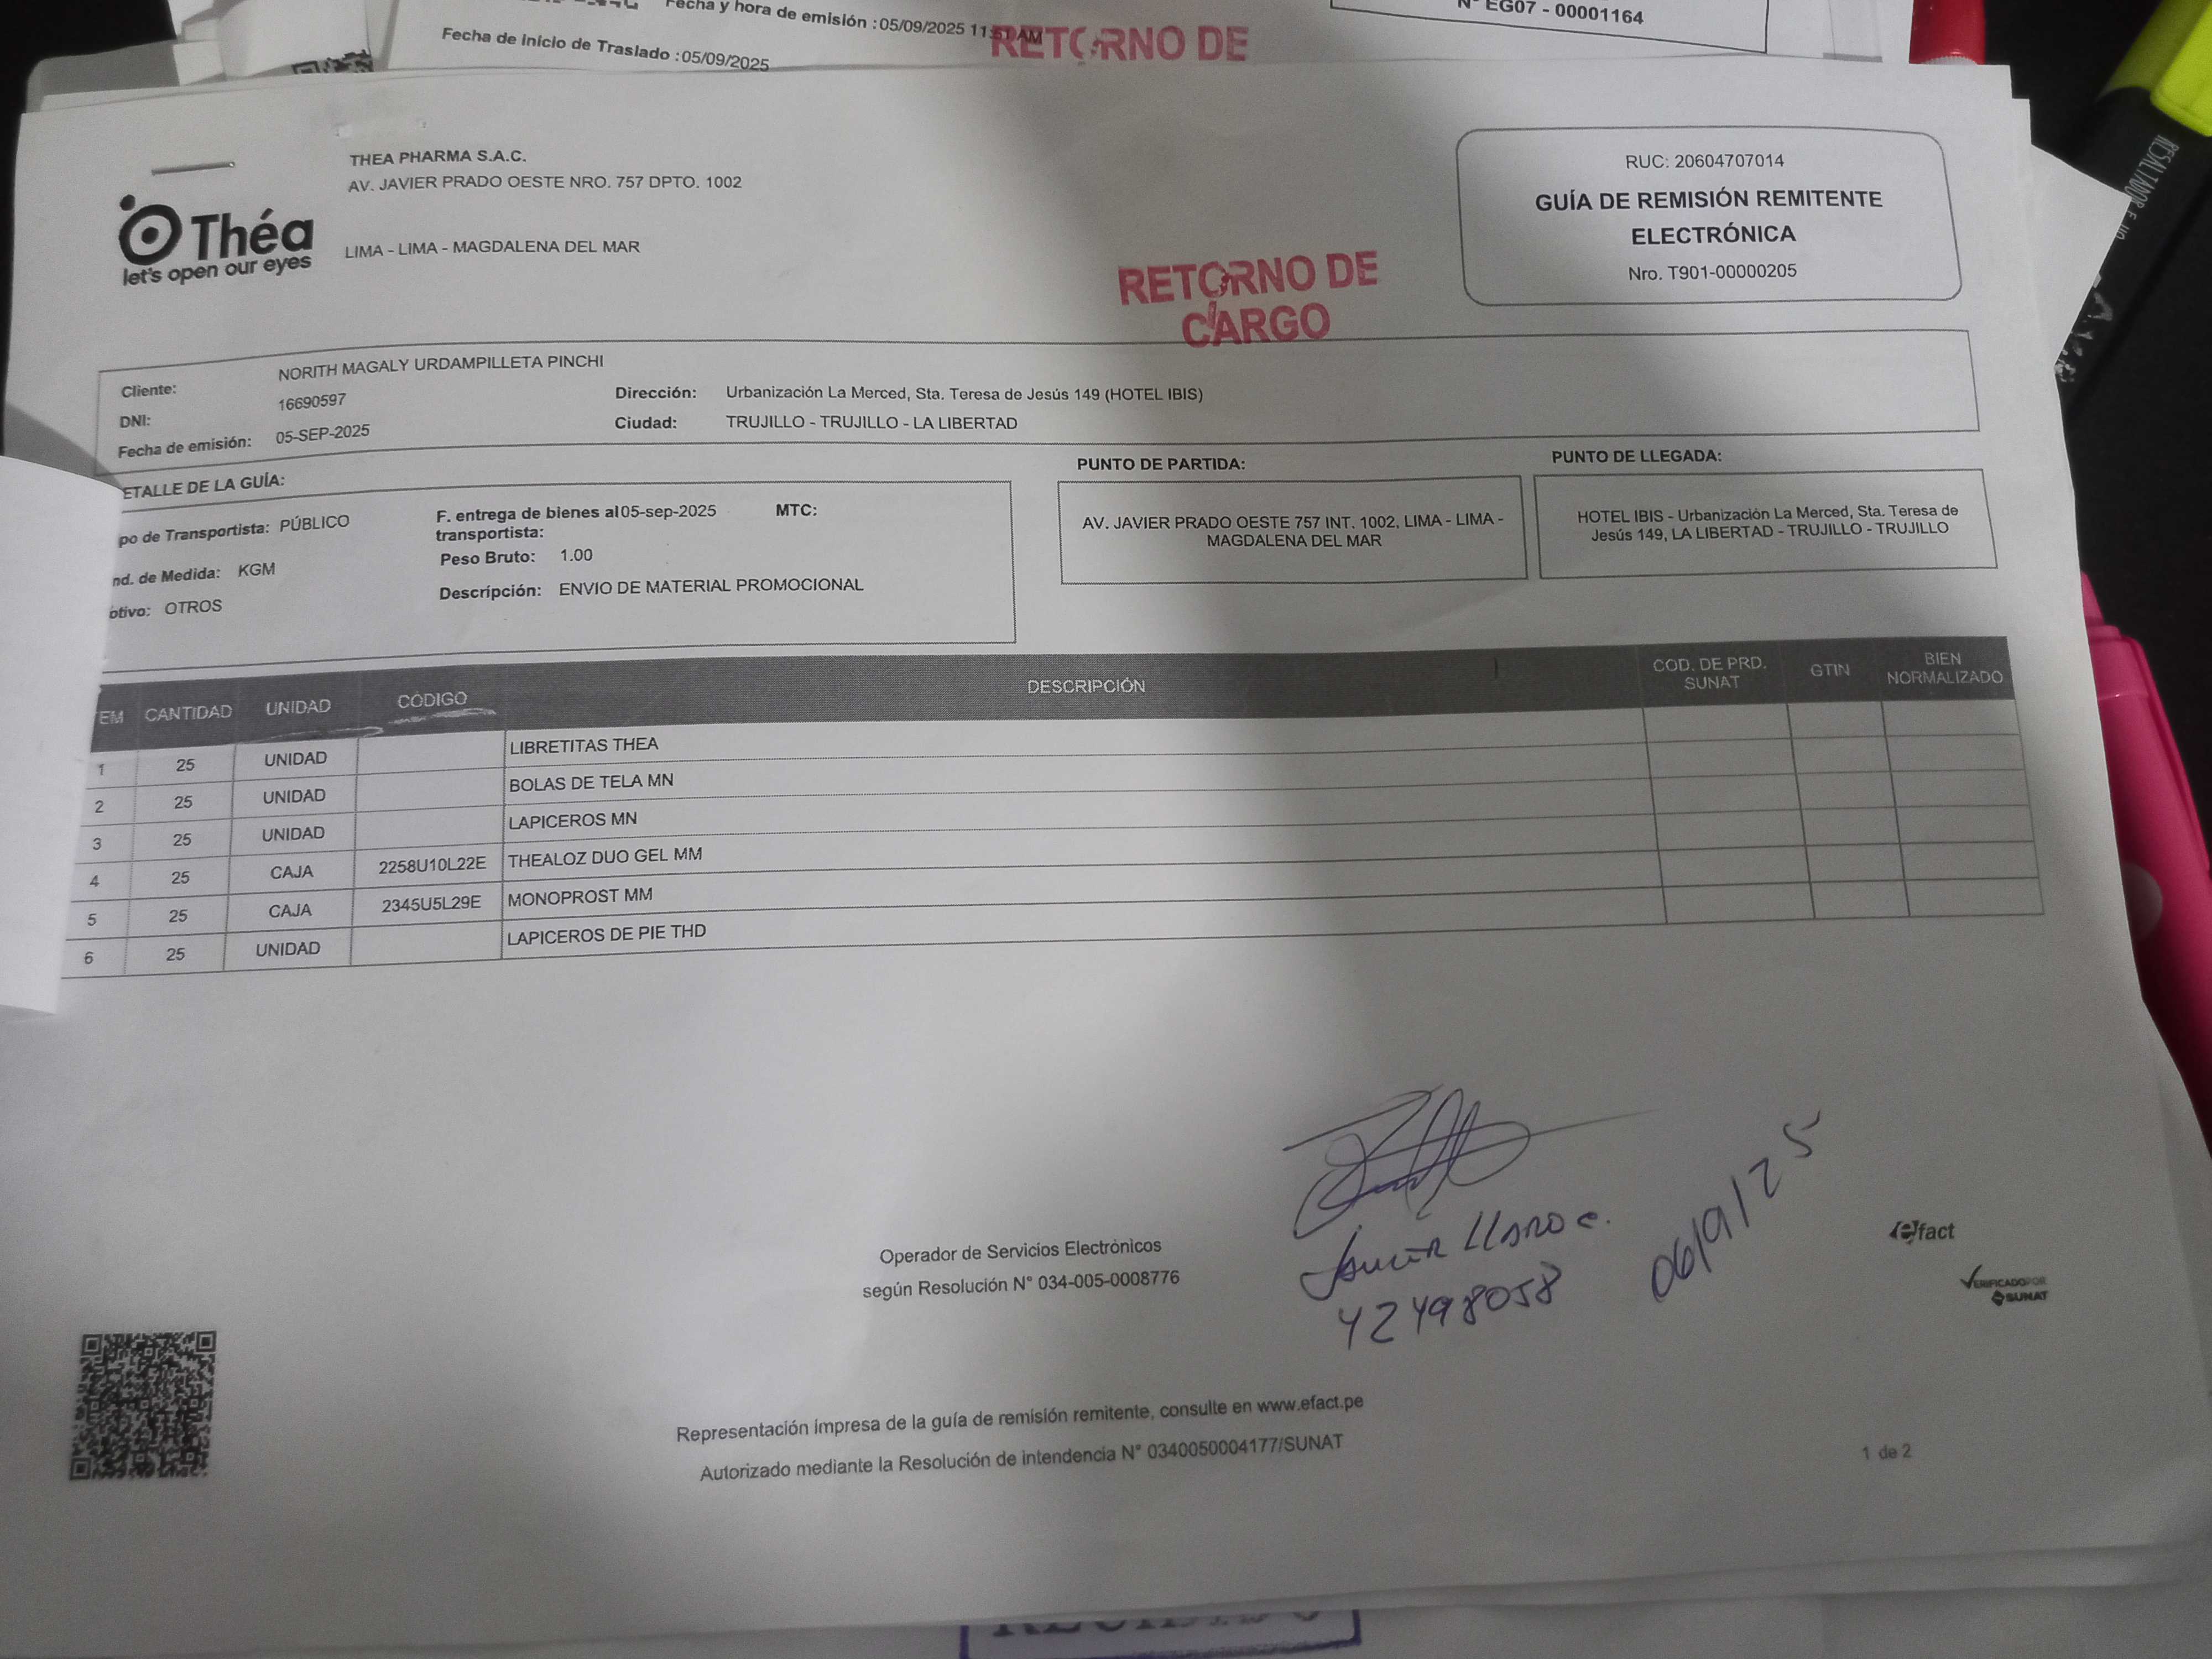 Fecha y hora de emisión :05/09/2025 11:51 AM
Fecha de inicio de Traslado :05/09/2025
RETORNO DE
N° EG07 - 00001164
RESALTADOR
THEA PHARMA S.A.C.
AV. JAVIER PRADO OESTE NRO. 757 DPTO. 1002
LIMA - LIMA - MAGDALENA DEL MAR
Théa
let's open our eyes
RETORNO DE
CARGO
RUC: 20604707014
GUÍA DE REMISIÓN REMITENTE
ELECTRÓNICA
Nro. T901-00000205
Cliente: NORITH MAGALY URDAMPILLETA PINCHI
DNI: 16690597
Fecha de emisión: 05-SEP-2025
Dirección: Urbanización La Merced, Sta. Teresa de Jesús 149 (HOTEL IBIS)
Ciudad: TRUJILLO - TRUJILLO - LA LIBERTAD
ETALLE DE LA GUÍA:
po de Transportista: PÚBLICO
nd. de Medida: KGM
otivo: OTROS
F. entrega de bienes al05-sep-2025
transportista:
MTC:
Peso Bruto: 1.00
Descripción: ENVIO DE MATERIAL PROMOCIONAL
PUNTO DE PARTIDA:
AV. JAVIER PRADO OESTE 757 INT. 1002, LIMA - LIMA -
MAGDALENA DEL MAR
PUNTO DE LLEGADA:
HOTEL IBIS - Urbanización La Merced, Sta. Teresa de
Jesús 149, LA LIBERTAD - TRUJILLO - TRUJILLO
EM CANTIDAD UNIDAD CÓDIGO DESCRIPCIÓN COD. DE PRD. SUNAT GTIN BIEN NORMALIZADO
1 25 UNIDAD LIBRETITAS THEA
2 25 UNIDAD BOLAS DE TELA MN
3 25 UNIDAD LAPICEROS MN
4 25 CAJA 2258U10L22E THEALOZ DUO GEL MM
5 25 CAJA 2345U5L29E MONOPROST MM
6 25 UNIDAD LAPICEROS DE PIE THD
Operador de Servicios Electrónicos
según Resolución N° 034-005-0008776
Javier Llaro c.
42498058
06/9/25
efact
VERIFICADO POR
SUNAT
Representación impresa de la guía de remisión remitente, consulte en www.efact.pe
Autorizado mediante la Resolución de intendencia N° 0340050004177/SUNAT
1 de 2
RECIBIDO